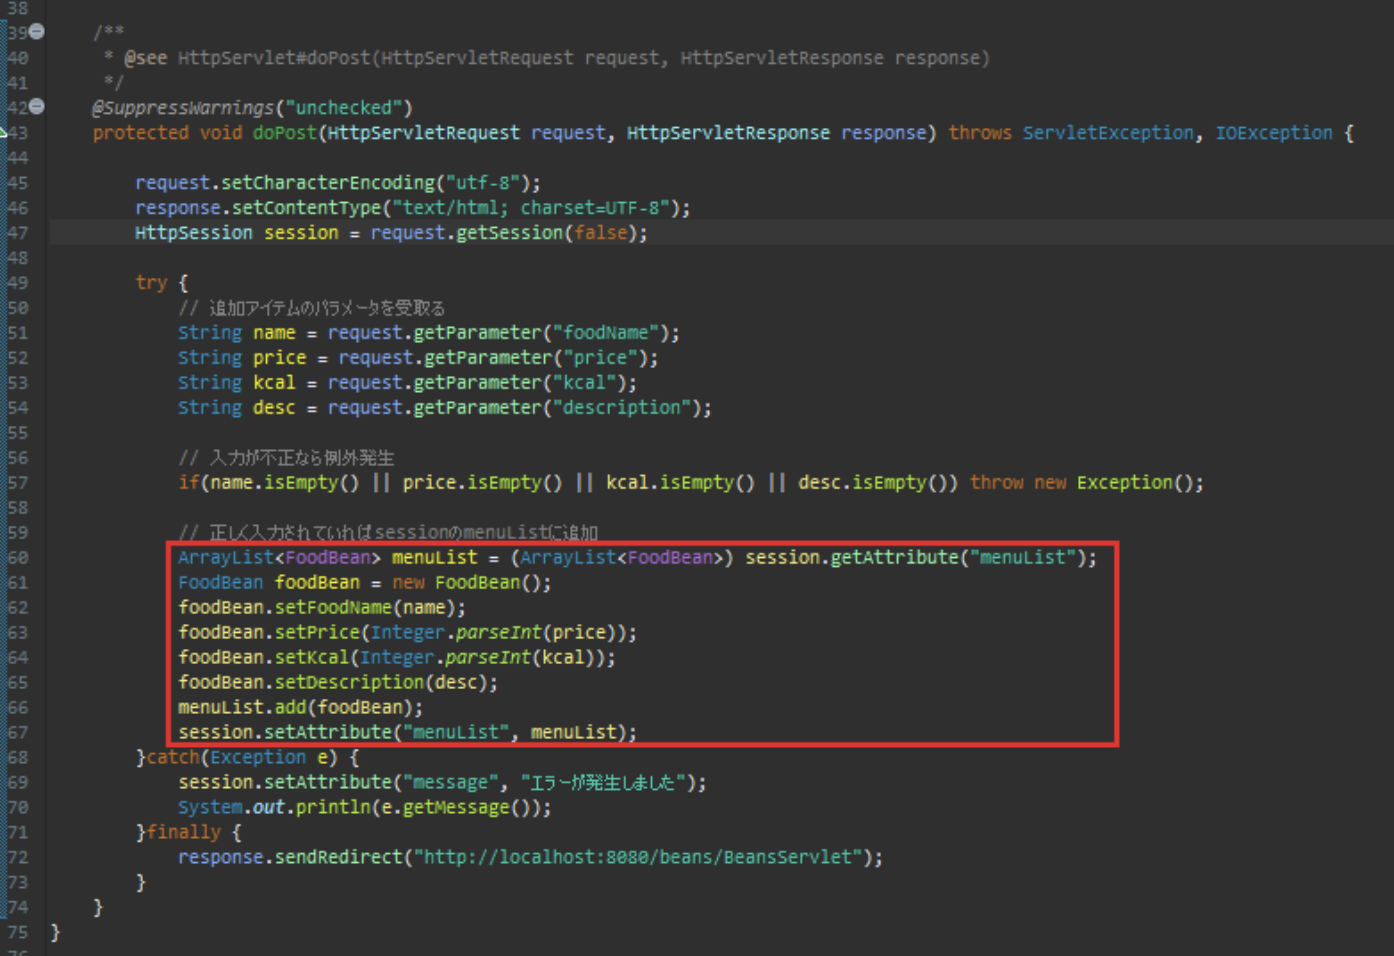 38
39 /**
40 * @see HttpServlet#doPost(HttpServletRequest request, HttpServletResponse response)
41 */
42 @SuppressWarnings("unchecked")
43 protected void doPost(HttpServletRequest request, HttpServletResponse response) throws ServletException, IOException {
44
45 request.setCharacterEncoding("utf-8");
46 response.setContentType("text/html; charset=UTF-8");
47 HttpSession session = request.getSession(false);
48
49 try {
50 // 追加アイテムのパラメータを受取る
51 String name = request.getParameter("foodName");
52 String price = request.getParameter("price");
53 String kcal = request.getParameter("kcal");
54 String desc = request.getParameter("description");
55
56 // 入力が不正なら例外発生
57 if(name.isEmpty() || price.isEmpty() || kcal.isEmpty() || desc.isEmpty()) throw new Exception();
58
59 // 正しく入力されていればsessionのmenuListに追加
60 ArrayList<FoodBean> menuList = (ArrayList<FoodBean>) session.getAttribute("menuList");
61 FoodBean foodBean = new FoodBean();
62 foodBean.setFoodName(name);
63 foodBean.setPrice(Integer.parseInt(price));
64 foodBean.setKcal(Integer.parseInt(kcal));
65 foodBean.setDescription(desc);
66 menuList.add(foodBean);
67 session.setAttribute("menuList", menuList);
68 }catch(Exception e) {
69 session.setAttribute("message", "エラーが発生しました");
70 System.out.println(e.getMessage());
71 }finally {
72 response.sendRedirect("http://localhost:8080/beans/BeansServlet");
73 }
74 }
75 }
76